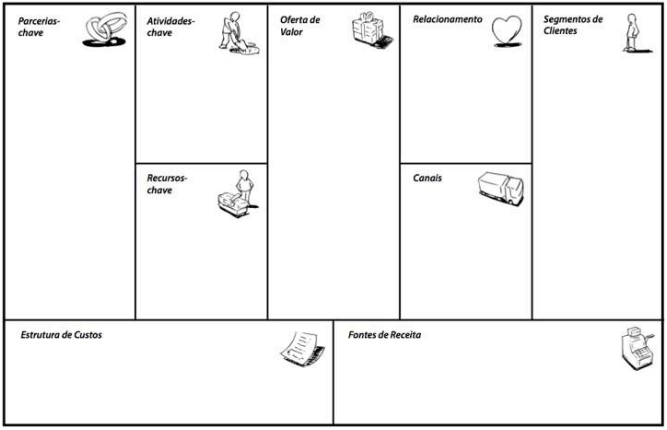 Parcerias-
chave
Atividades-
chave
Oferta de
Valor
Relacionamento
Segmentos de
Clientes
Recursos-
chave
Canais
Estrutura de Custos
Fontes de Receita